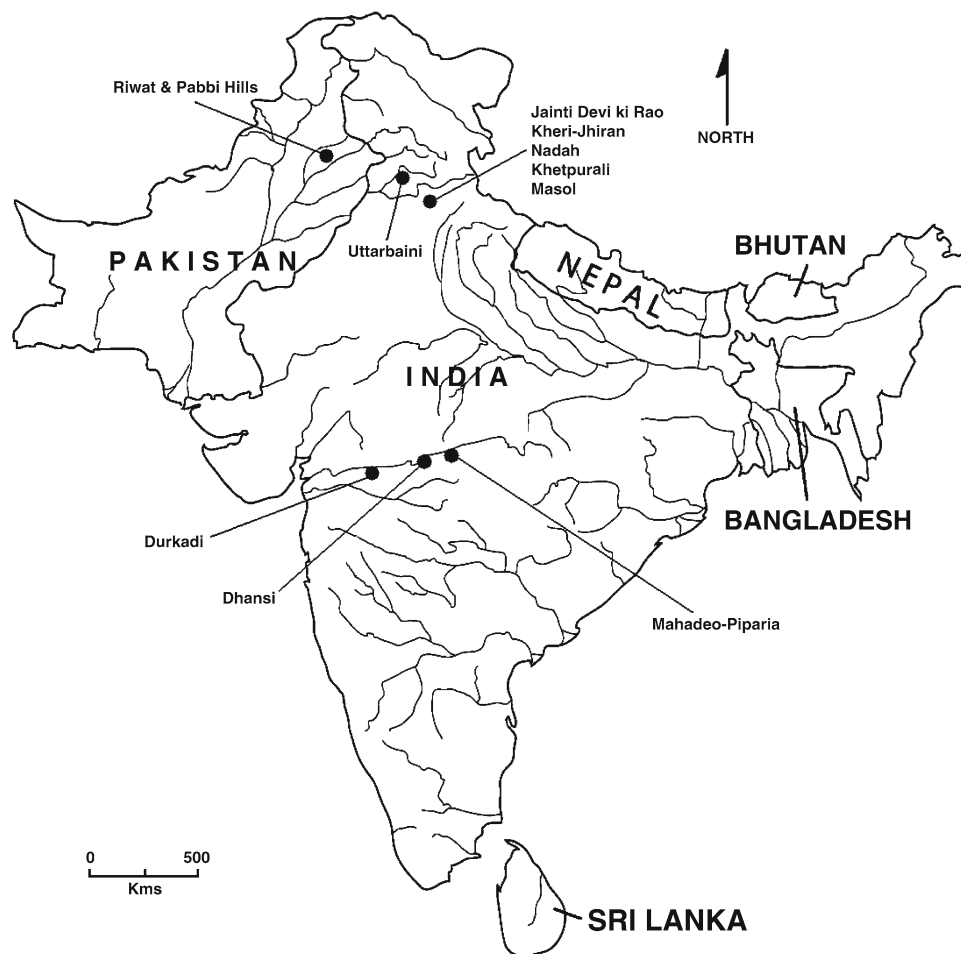 Riwat & Pabbi Hills
Jainti Devi ki Rao
Kheri-Jhiran
Nadah
Khetpurali
Masol
NORTH
Uttarbaini
PAKISTAN
NEPAL
BHUTAN
INDIA
BANGLADESH
Durkadi
Dhansi
Mahadeo-Piparia
0 500
Kms
SRI LANKA